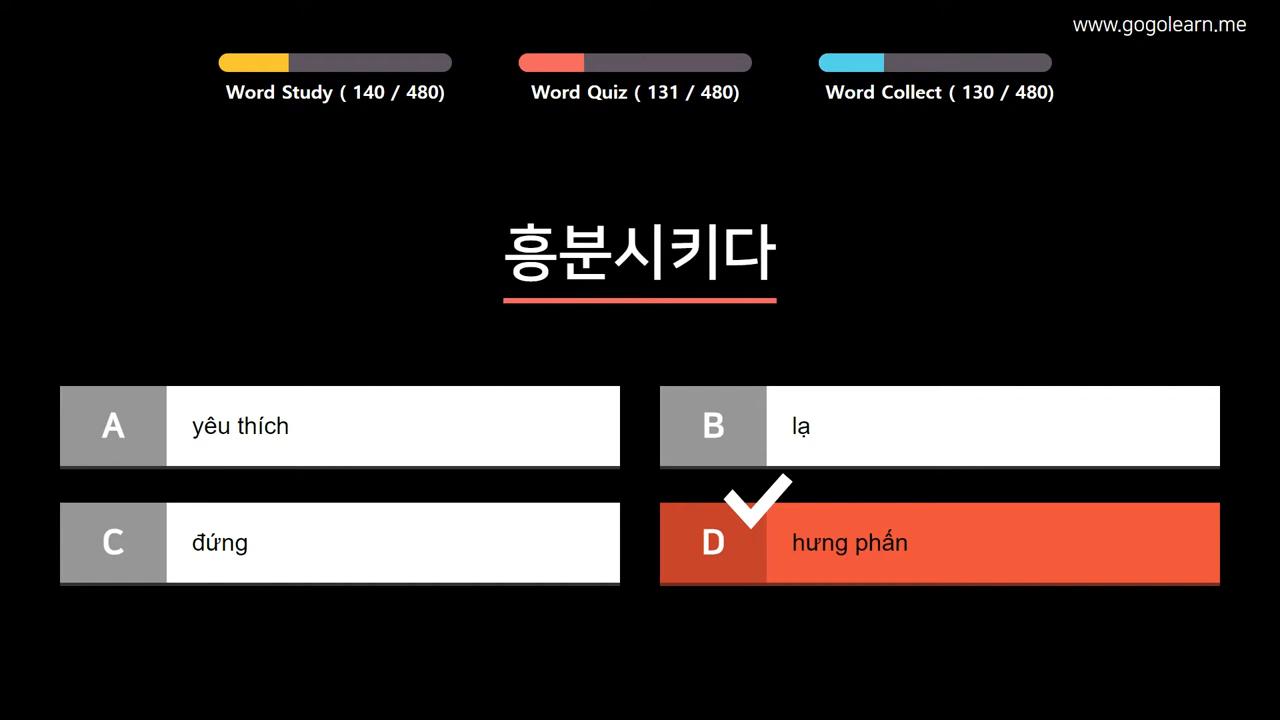 www.gogolearn.me
Word Study ( 140 / 480)
Word Quiz ( 131 / 480)
Word Collect ( 130 / 480)
흥분시키다
A yêu thích
B lạ
C đứng
D hưng phấn